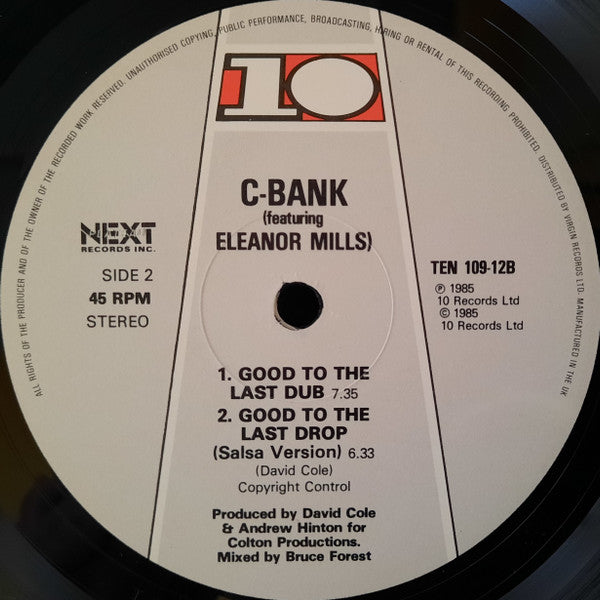 ALL RIGHTS OF THE PRODUCER AND OF THE OWNER OF THE RECORDED WORK RESERVED. UNAUTHORISED COPYING, PUBLIC PERFORMANCE, BROADCASTING, HIRING OR RENTAL OF THIS RECORDING PROHIBITED. DISTRIBUTED BY VIRGIN RECORDS LTD. MANUFACTURED IN THE UK
10
C-BANK
(featuring
ELEANOR MILLS)
NEXT
PLATEAU
RECORDS INC.
SIDE 2
45 RPM
STEREO
TEN 109-12B
℗ 1985
10 Records Ltd
© 1985
10 Records Ltd
1. GOOD TO THE
LAST DUB 7.35
2. GOOD TO THE
LAST DROP
(Salsa Version) 6.33
(David Cole)
Copyright Control
Produced by David Cole
& Andrew Hinton for
Colton Productions.
Mixed by Bruce Forest